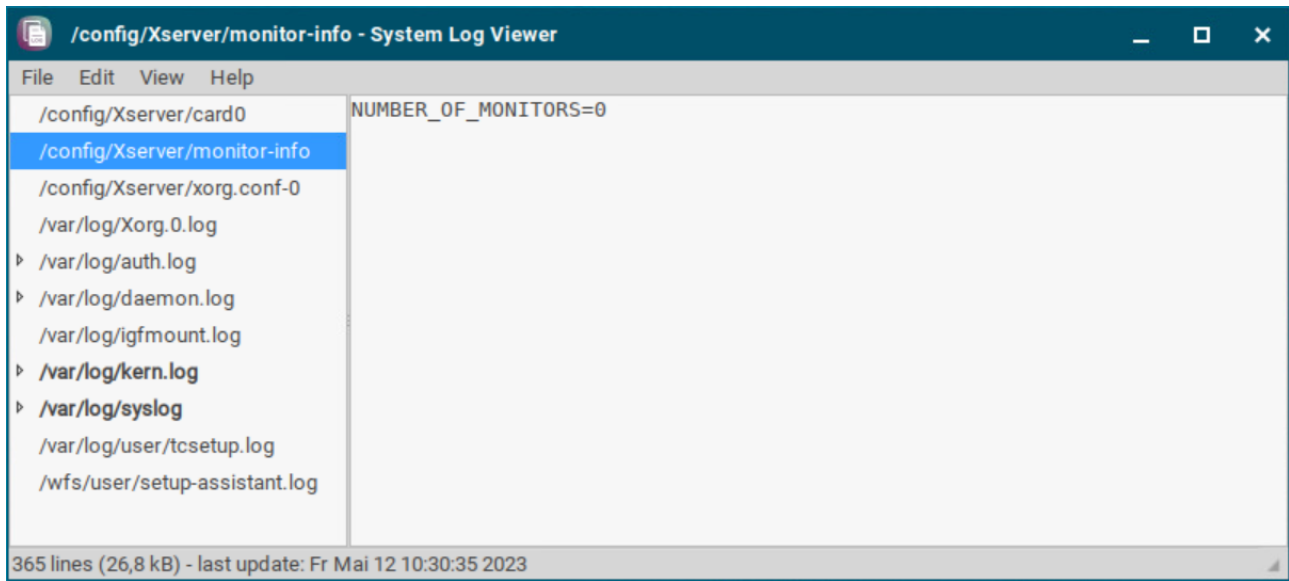 /config/Xserver/monitor-info - System Log Viewer
File Edit View Help
/config/Xserver/card0
/config/Xserver/monitor-info
/config/Xserver/xorg.conf-0
/var/log/Xorg.0.log
/var/log/auth.log
/var/log/daemon.log
/var/log/igfmount.log
/var/log/kern.log
/var/log/syslog
/var/log/user/tcsetup.log
/wfs/user/setup-assistant.log
NUMBER_OF_MONITORS=0
365 lines (26,8 kB) - last update: Fr Mai 12 10:30:35 2023